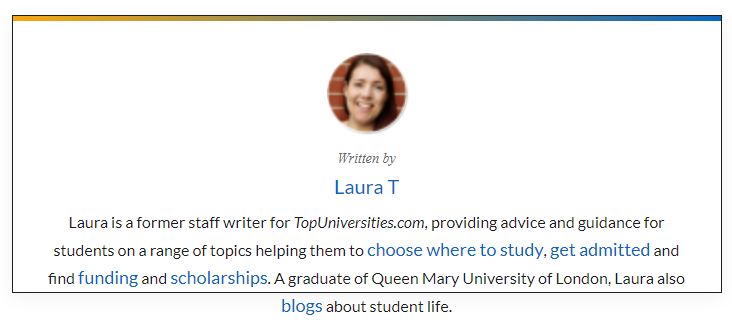 Written by
Laura T
Laura is a former staff writer for TopUniversities.com, providing advice and guidance for
students on a range of topics helping them to choose where to study, get admitted and
find funding and scholarships. A graduate of Queen Mary University of London, Laura also
blogs about student life.